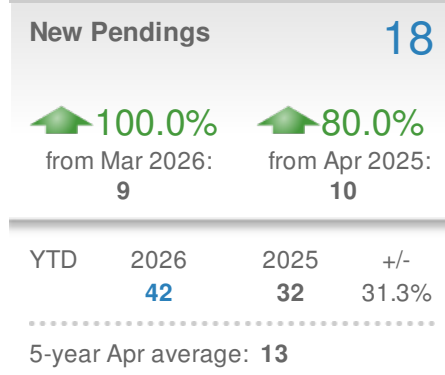 New Pendings 18
100.0% 80.0%
from Mar 2026: from Apr 2025:
9 10
YTD 2026 2025 +/-
42 32 31.3%
5-year Apr average: 13